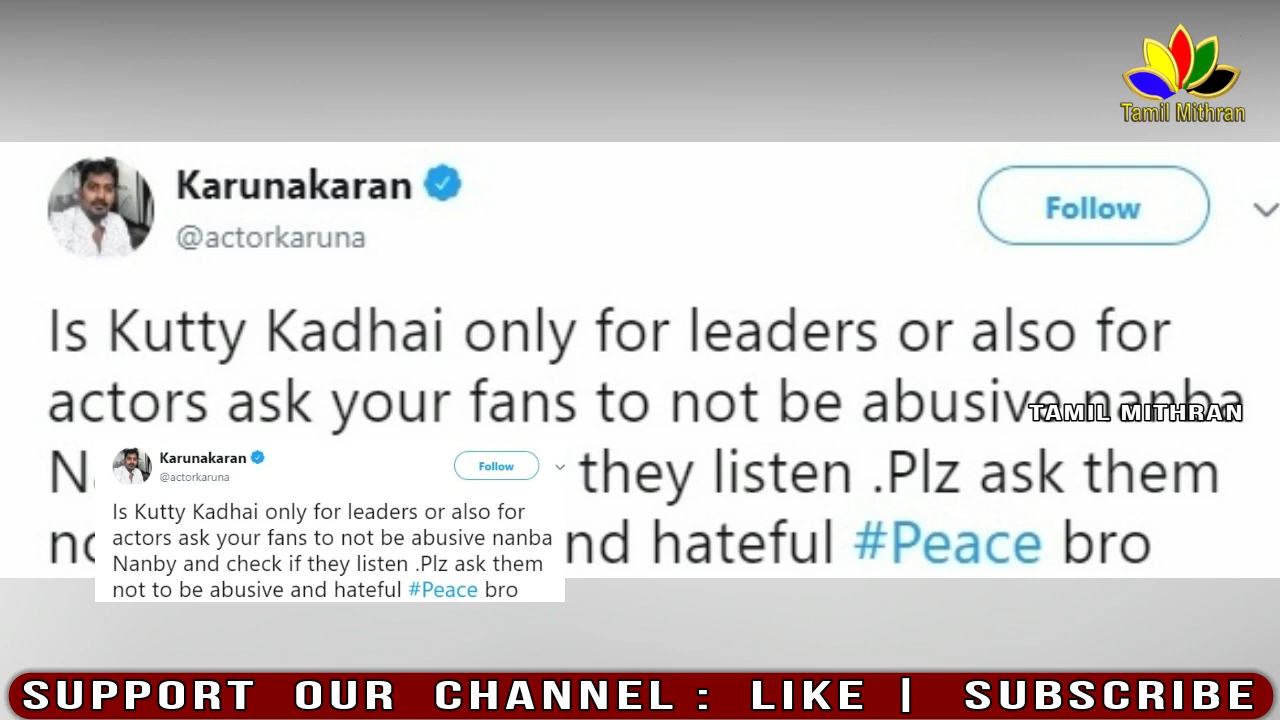 Tamil Mithran
Karunakaran
@actorkaruna
Follow
Is Kutty Kadhai only for leaders or also for
actors ask your fans to not be abusive nanba
TAMIL MITHRAN
they listen .Plz ask them
hateful #Peace bro
Karunakaran
@actorkaruna
Follow
Is Kutty Kadhai only for leaders or also for
actors ask your fans to not be abusive nanba
Nanby and check if they listen .Plz ask them
not to be abusive and hateful #Peace bro
SUPPORT OUR CHANNEL : LIKE | SUBSCRIBE